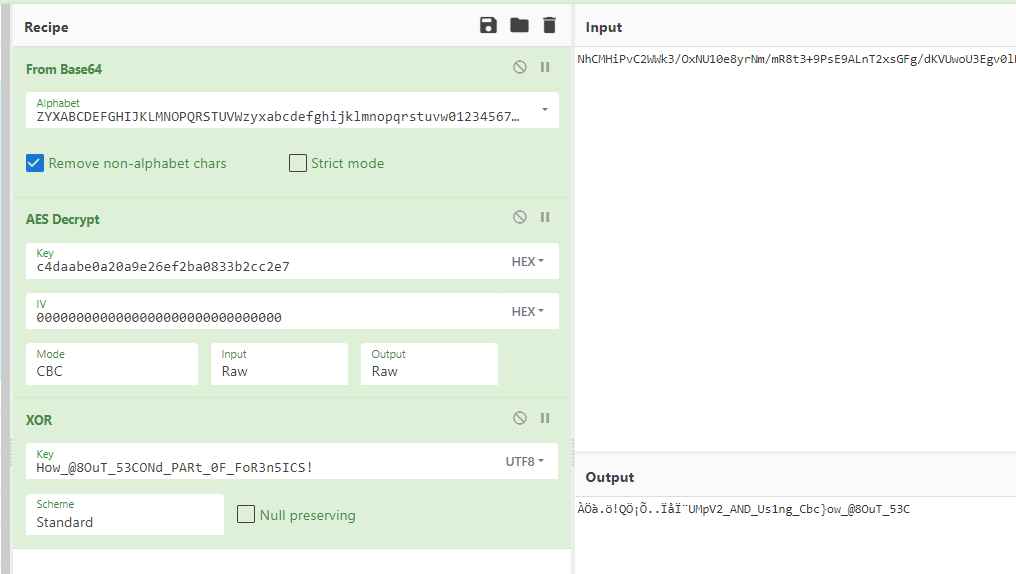 Recipe
Input
From Base64
Alphabet
ZYXABCDEFGHIJKLMNOPQRSTUVWzyxabcdefghijklmnopqrstuvw01234567…
Remove non-alphabet chars
Strict mode
AES Decrypt
Key
c4daabe0a20a9e26ef2ba0833b2cc2e7
HEX
IV
00000000000000000000000000000000
HEX
Mode
CBC
Input
Raw
Output
Raw
XOR
Key
How_@8OuT_53CONd_PARt_0F_FoR3n5ICS!
UTF8
Scheme
Standard
Null preserving
NhCMHiPvC2WWk3/OxNU10e8yrNm/mR8t3+9PsE9ALnT2xsGFg/dKVUwoU3Egv0l
Output
ÀÖà.ö!QÖ¡Õ..ÏåÏ¨UMpV2_AND_Us1ng_Cbc}ow_@8OuT_53C